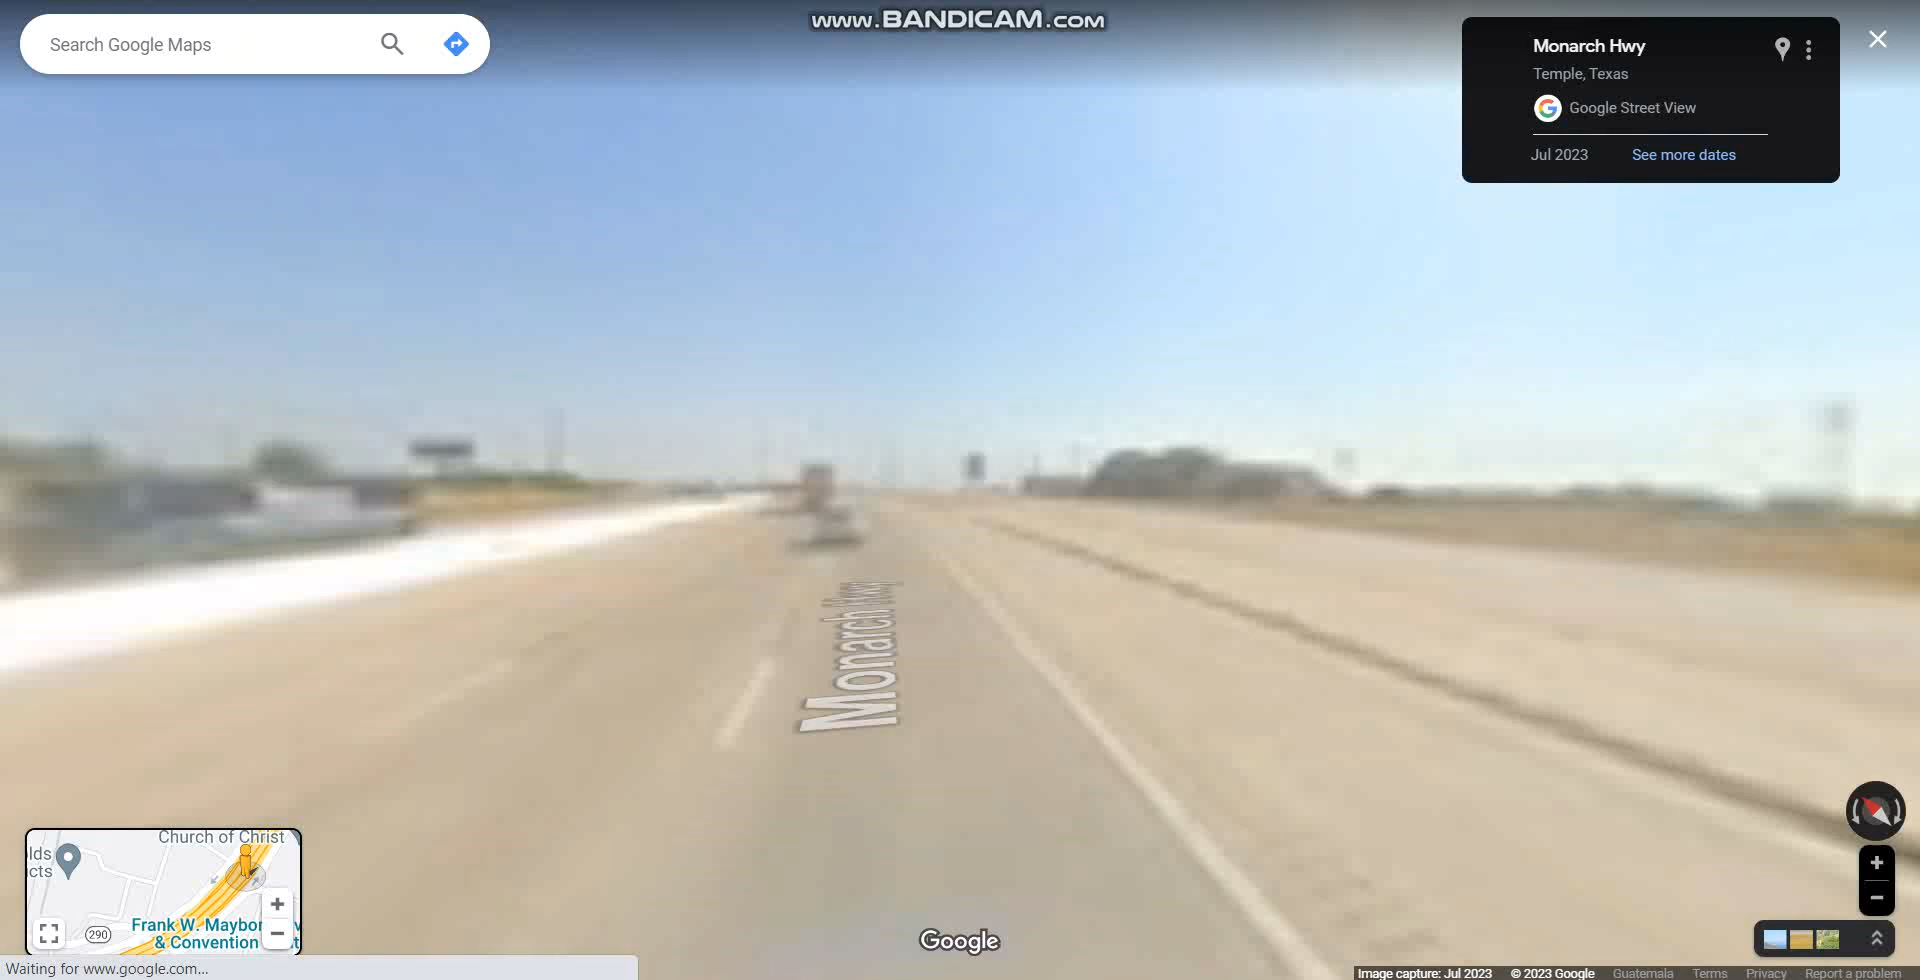 www.BANDICAM.com
Search Google Maps
Monarch Hwy
Temple, Texas
Google Street View
Jul 2023
See more dates
Monarch Hwy
Church of Christ
lds
cts
290
Frank W. Maybor
& Convention
Google
Waiting for www.google.com...
Image capture: Jul 2023 © 2023 Google Guatemala Terms Privacy Report a problem